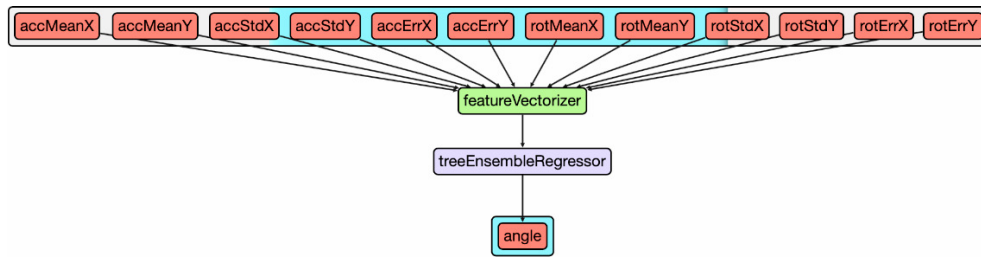 accMeanX accMeanY accStdX accStdY accErrX accErrY rotMeanX rotMeanY rotStdX rotStdY rotErrX rotErrY
featureVectorizer
treeEnsembleRegressor
angle